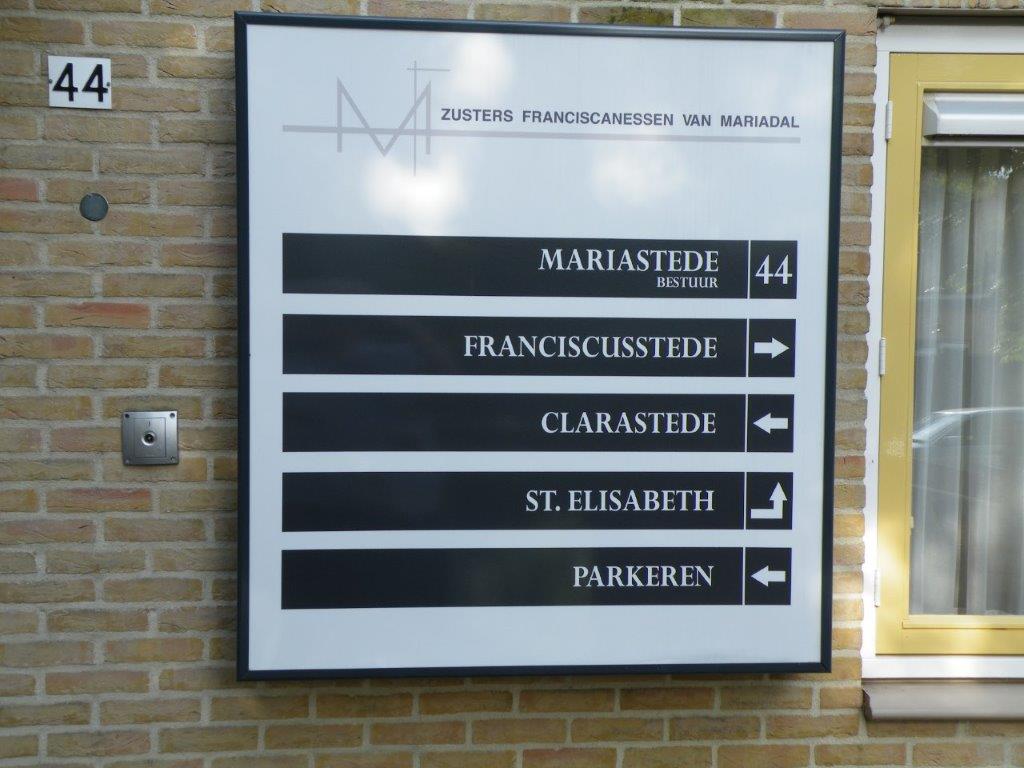 44
ZUSTERS FRANCISCANESSEN VAN MARIADAL
MARIASTEDE 44
BESTUUR
FRANCISCUSSTEDE
CLARASTEDE
ST. ELISABETH
PARKEREN